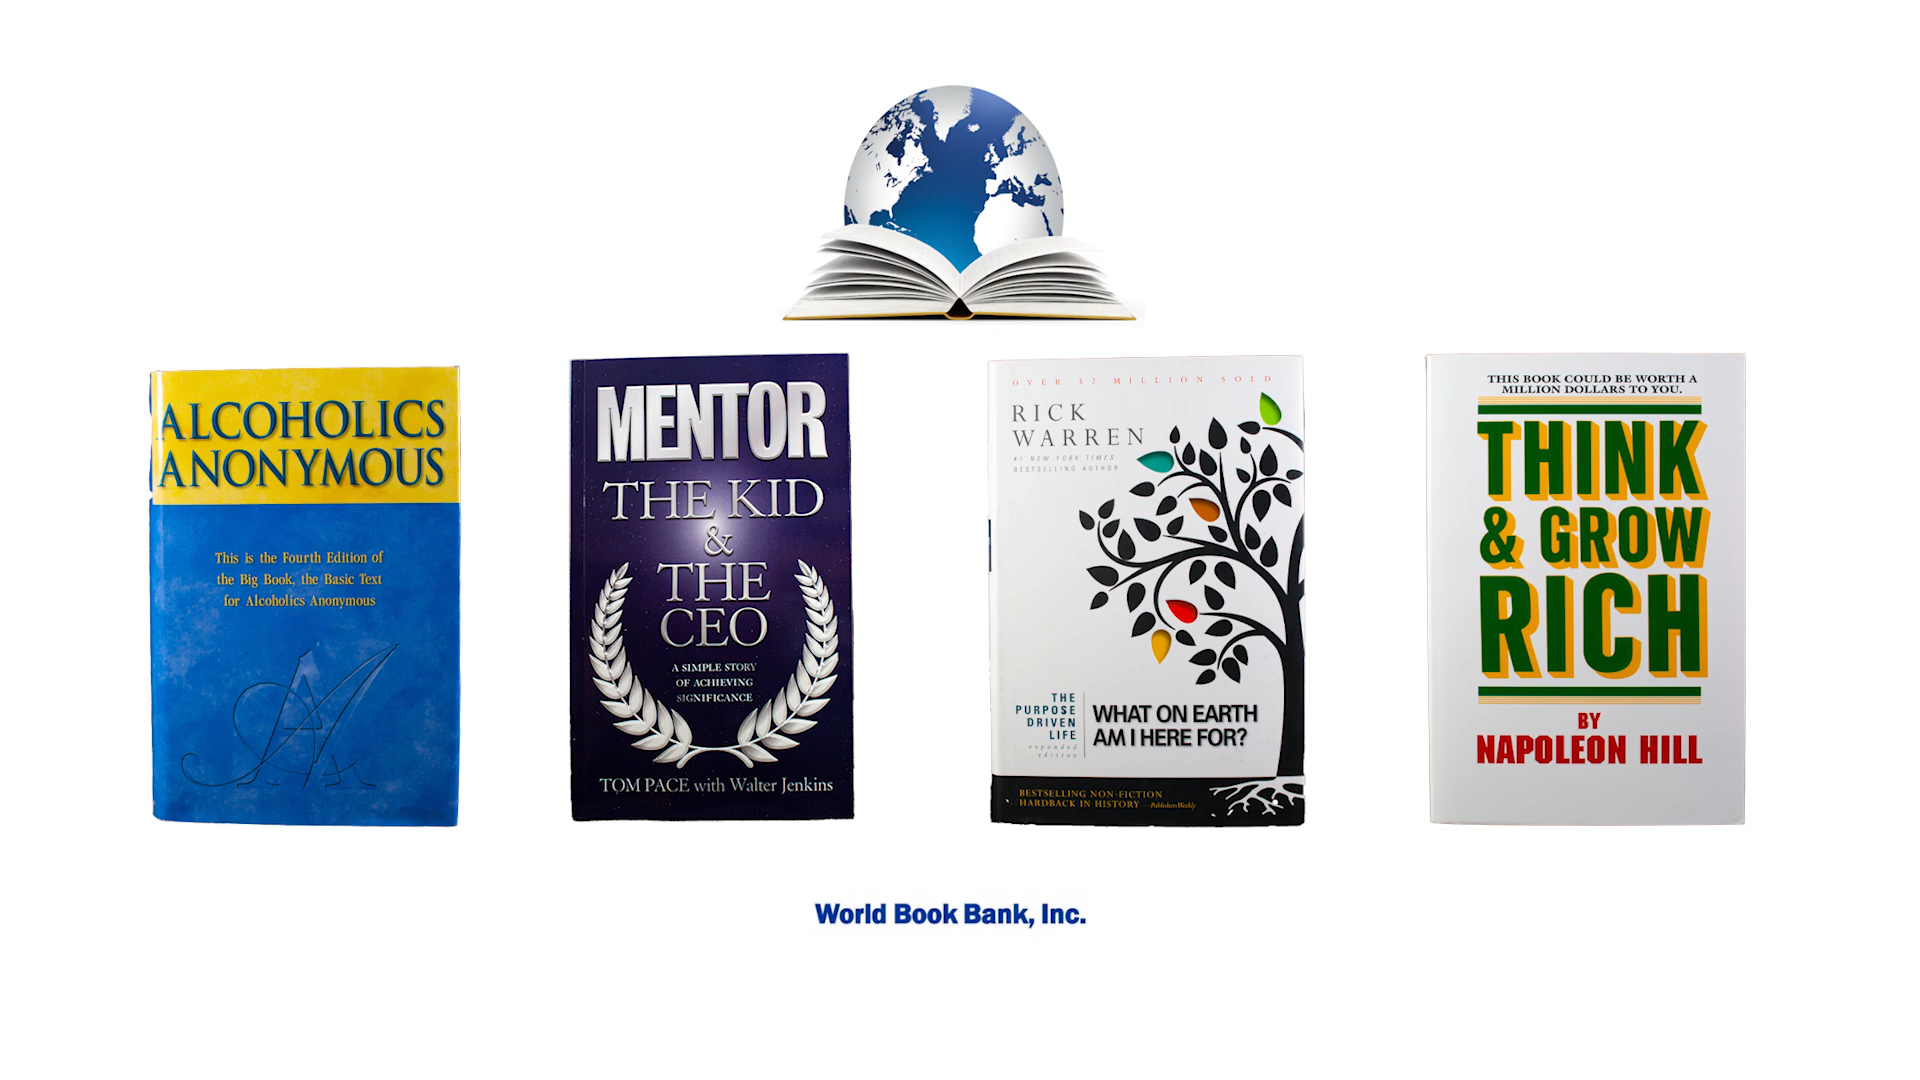 ALCOHOLICS
ANONYMOUS
This is the Fourth Edition of
the Big Book, the Basic Text
for Alcoholics Anonymous
MENTOR
THE KID
&
THE
CEO
A SIMPLE STORY
OF ACHIEVING
SIGNIFICANCE
TOM PACE with Walter Jenkins
OVER 32 MILLION SOLD
RICK
WARREN
#1 NEW YORK TIMES
BESTSELLING AUTHOR
THE
PURPOSE
DRIVEN
LIFE
expanded
edition
WHAT ON EARTH
AM I HERE FOR?
BESTSELLING NON-FICTION
HARDBACK IN HISTORY — Publishers Weekly
THIS BOOK COULD BE WORTH A
MILLION DOLLARS TO YOU.
THINK
& GROW
RICH
BY
NAPOLEON HILL
World Book Bank, Inc.